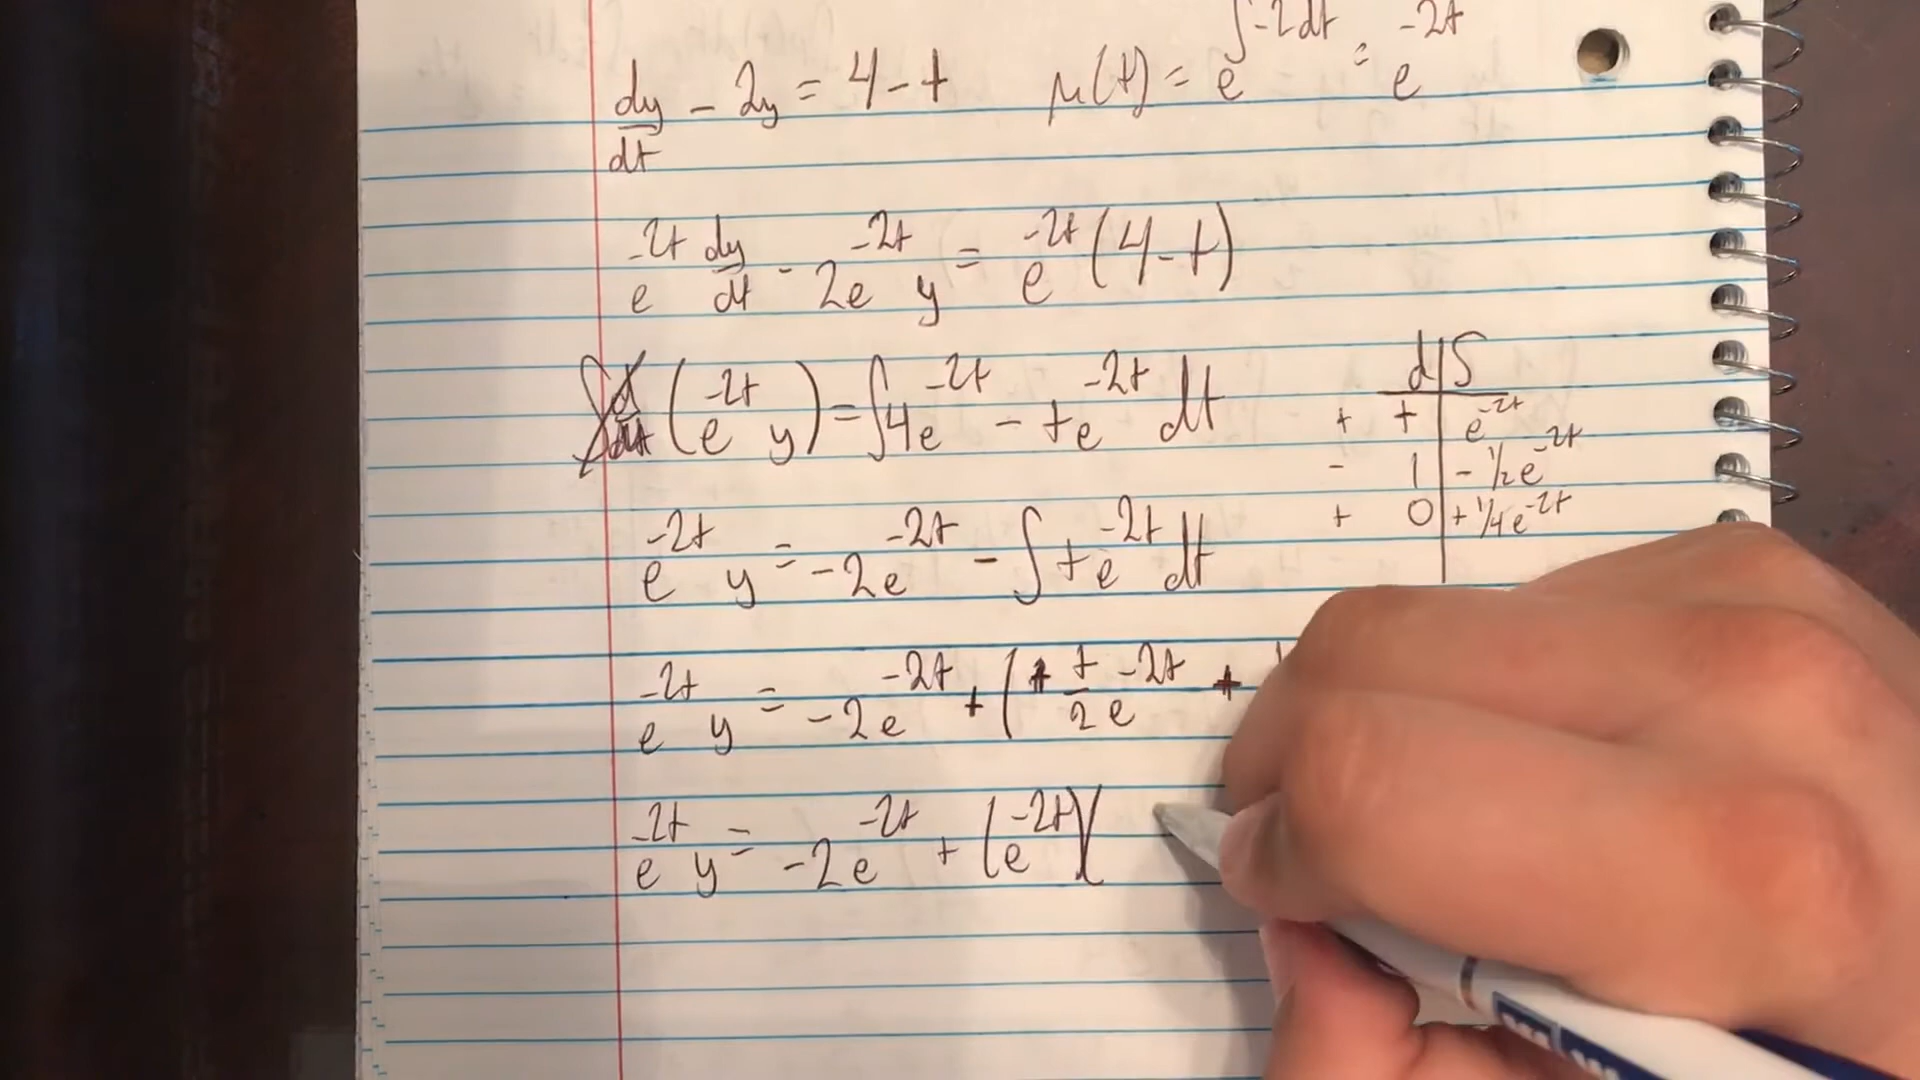 dy/dt - 2y = 4-t μ(t) = e^∫-2dt = e^-2t
e^-2t dy/dt - 2e^-2t y = e^-2t (4-t)
∫d/dt (e^-2t y) = ∫4e^-2t - te^-2t dt
e^-2t y = -2e^-2t - ∫te^-2t dt
e^-2t y = -2e^-2t + (+ t/2 e^-2t +
e^-2t y = -2e^-2t + (e^-2t)(
d | S
+ t | e^-2t
- 1 | - 1/2 e^-2t
+ 0 | + 1/4 e^-2t